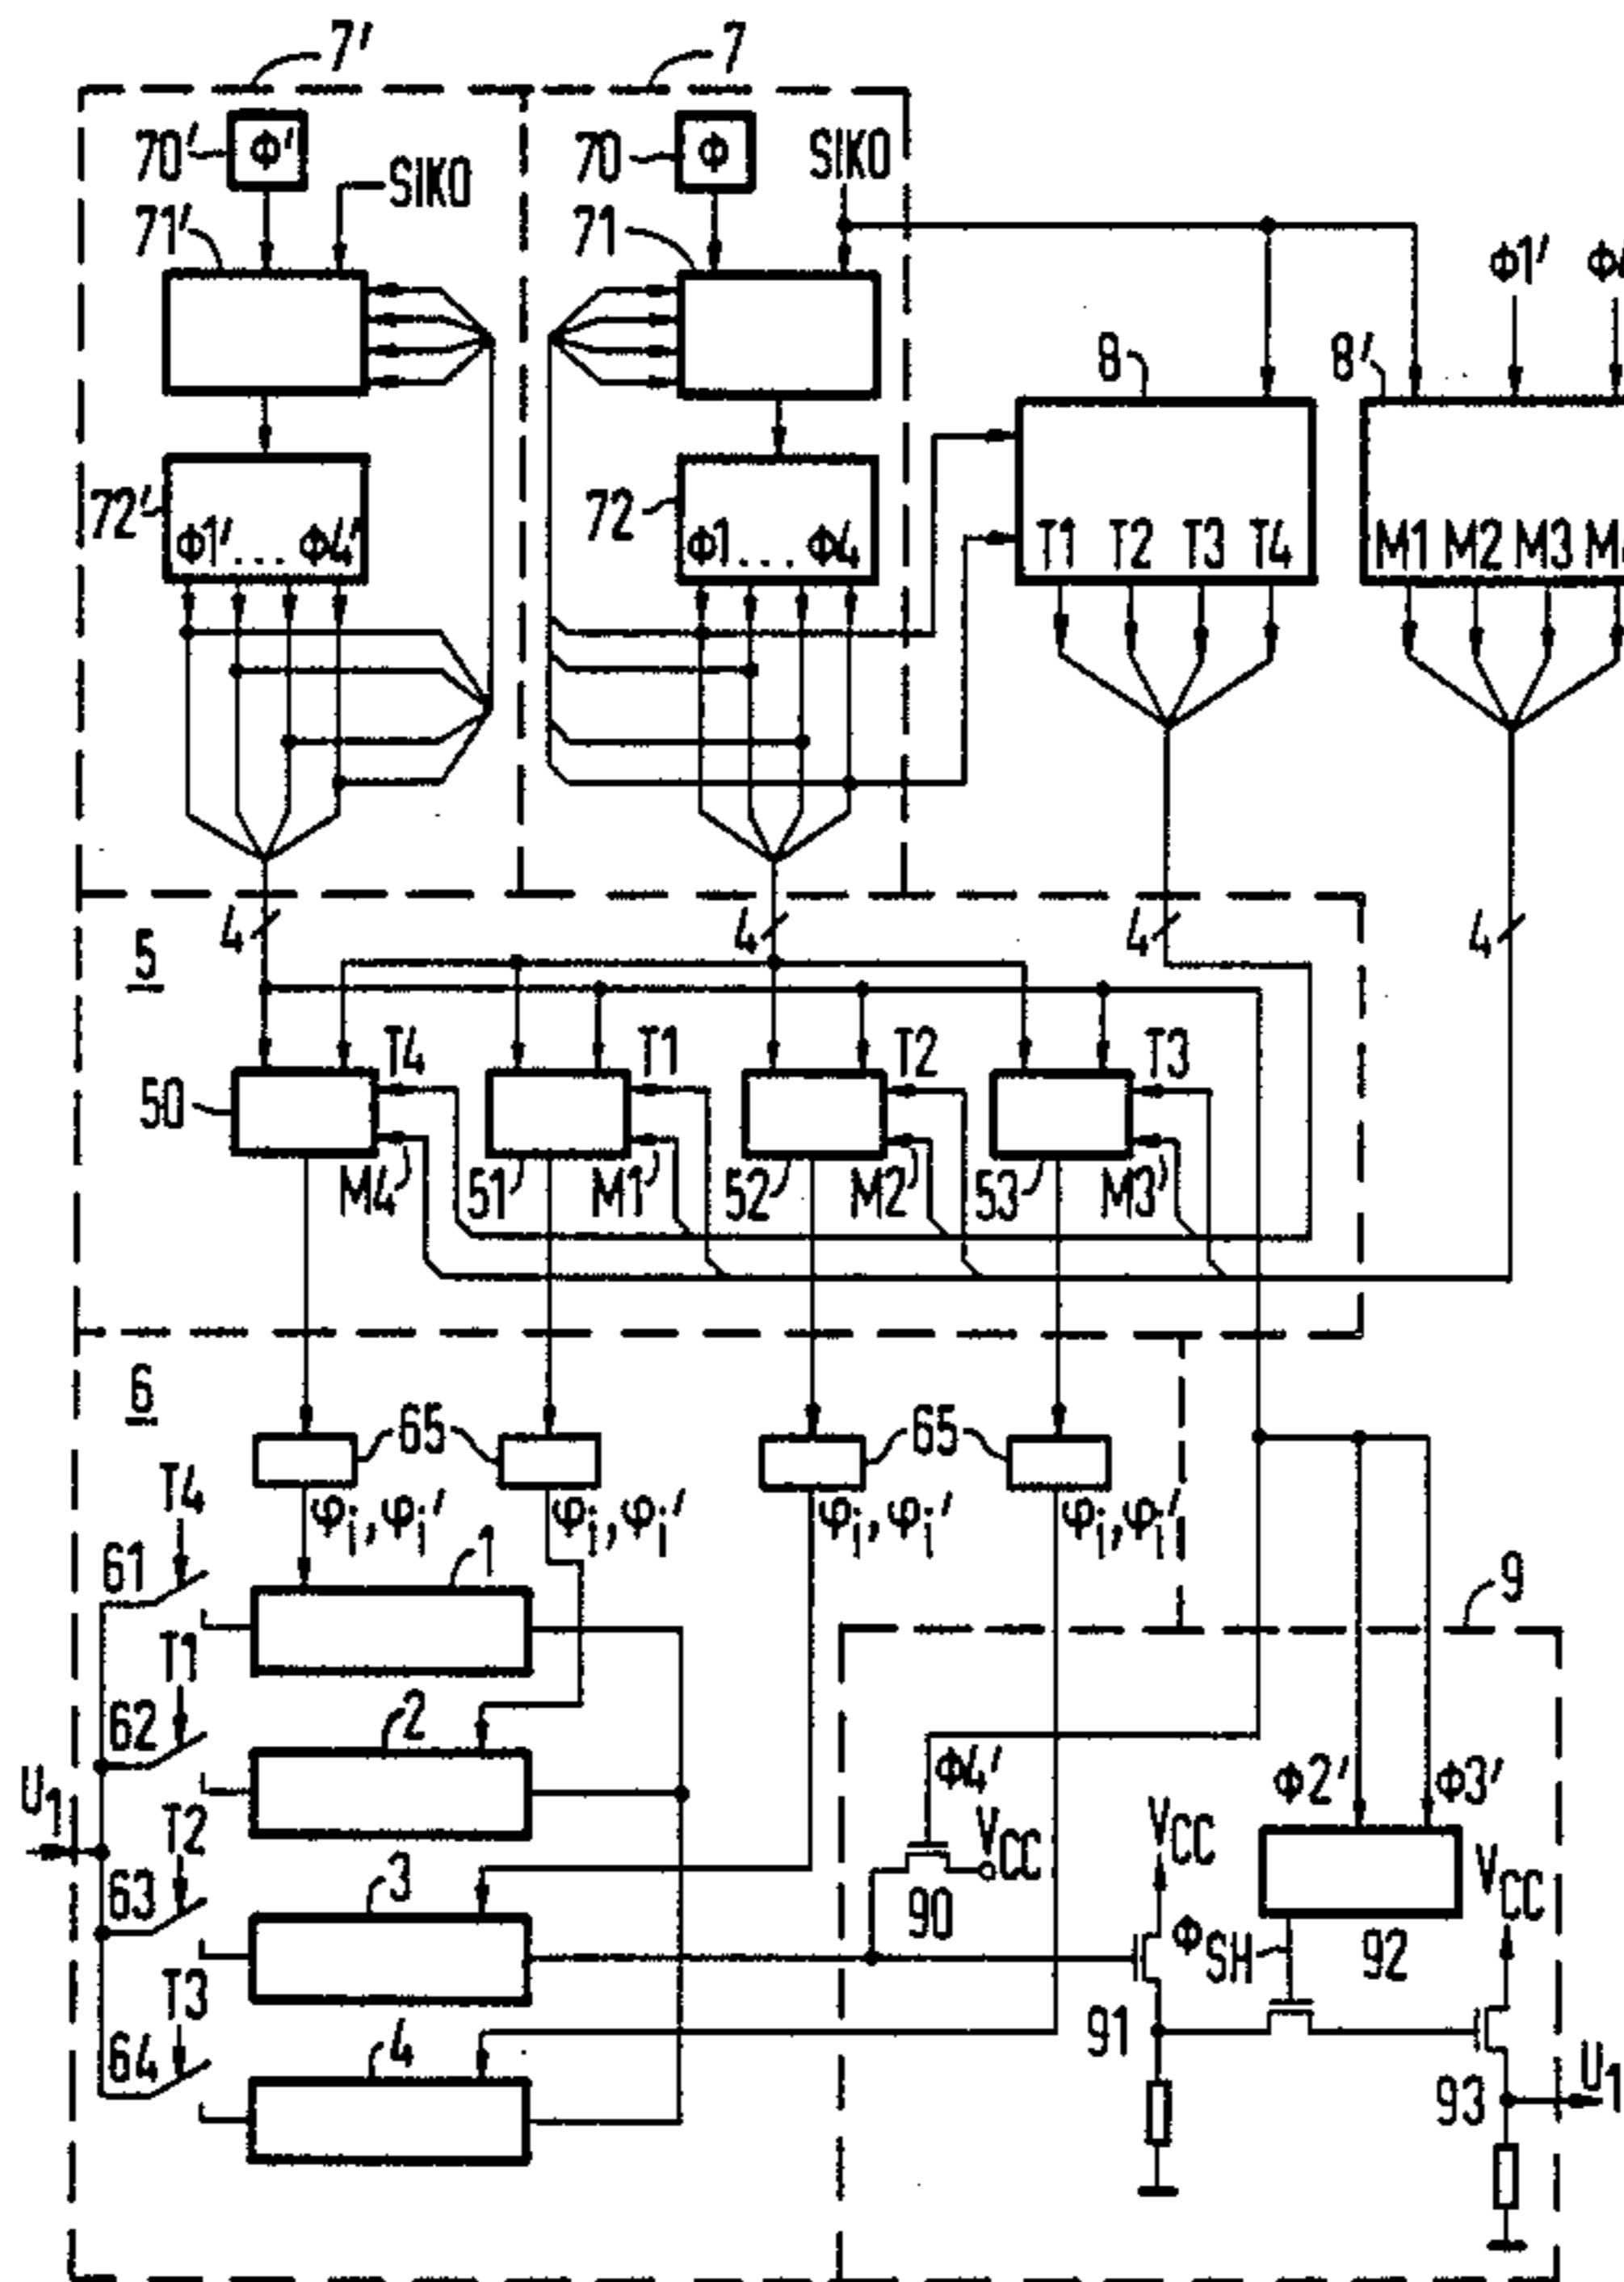 7' 7
70' Φ' SIKO 70 Φ SIKO
71' 71 Φ1'
8 8'
72' Φ1' ... Φ4' 72 Φ1 ... Φ4 T1 T2 T3 T4 M1 M2 M3
5 4 4 4 4
T4 T1 T2 T3
50
M4 51 M1 52 M2 53 M3
6
65 65
T4 φi,φi' φi,φi' φi,φi' φi,φi'
61 1 9
T1
62 2 Φ4' Φ2' Φ3'
U1 T2 VCC VCC VCC
63 3 90 ΦSH 92
T3
64 4 91 93 U1